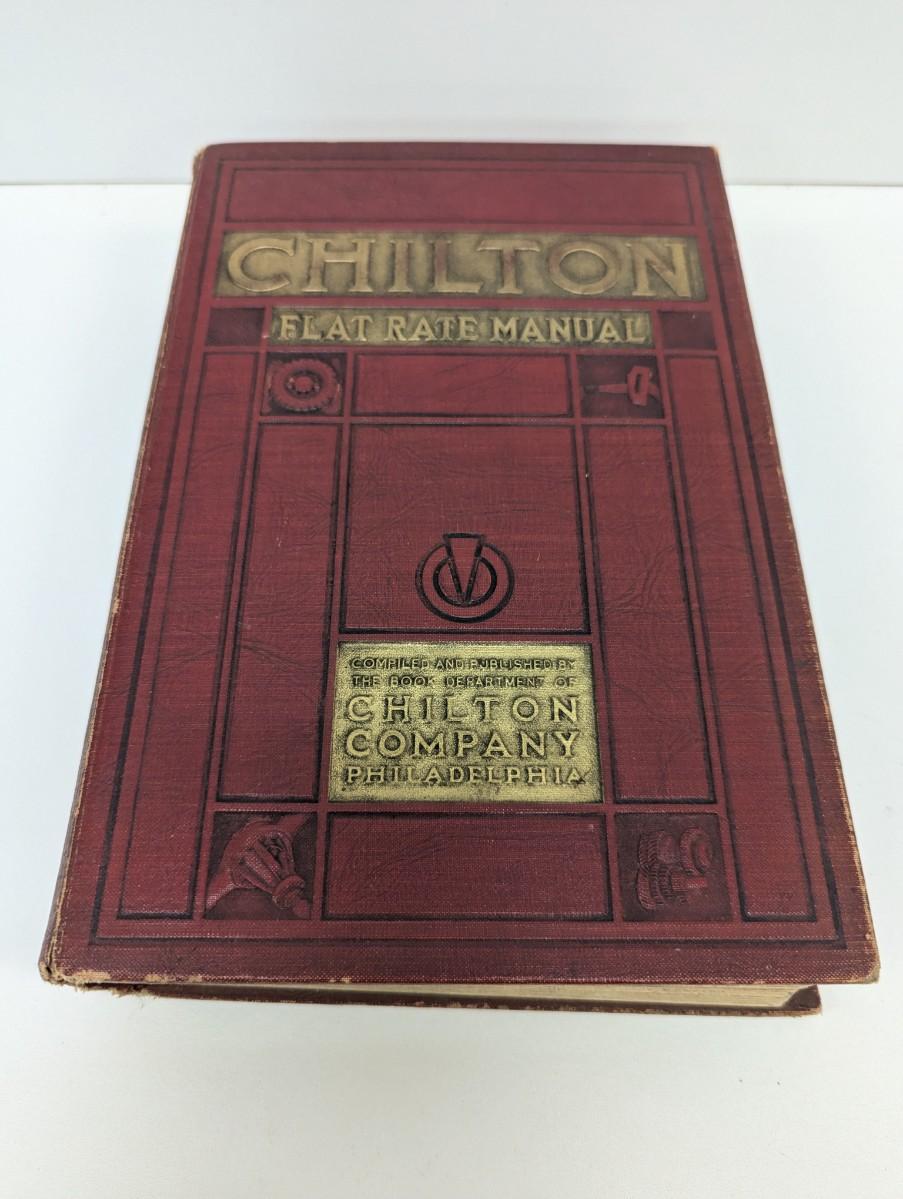 CHILTON
FLAT RATE MANUAL
COMPILED AND PUBLISHED BY
THE BOOK DEPARTMENT OF
CHILTON
COMPANY
PHILADELPHIA